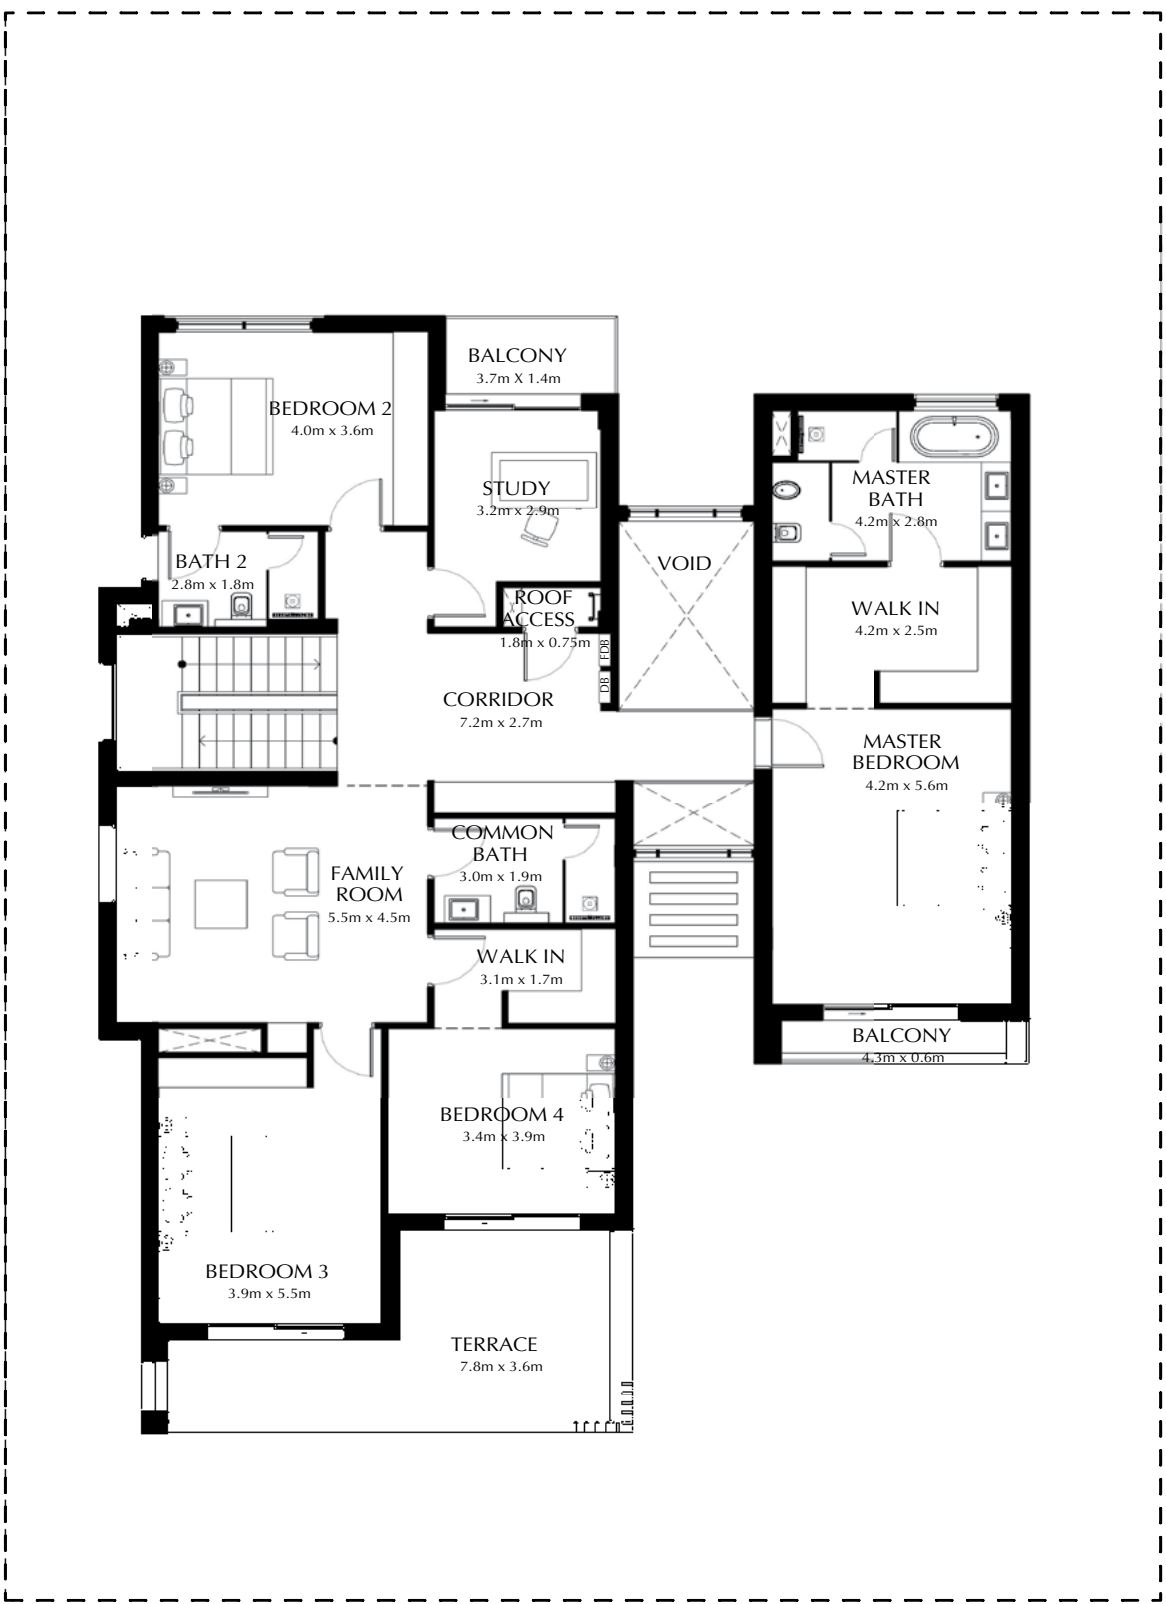 BALCONY
3.7m X 1.4m
BEDROOM 2
4.0m x 3.6m
STUDY
3.2m x 2.9m
MASTER
BATH
4.2m x 2.8m
BATH 2
2.8m x 1.8m
VOID
ROOF
ACCESS
1.8m x 0.75m
WALK IN
4.2m x 2.5m
FDB
DB
CORRIDOR
7.2m x 2.7m
MASTER
BEDROOM
4.2m x 5.6m
COMMON
BATH
3.0m x 1.9m
FAMILY
ROOM
5.5m x 4.5m
WALK IN
3.1m x 1.7m
BALCONY
4.3m x 0.6m
BEDROOM 4
3.4m x 3.9m
BEDROOM 3
3.9m x 5.5m
TERRACE
7.8m x 3.6m